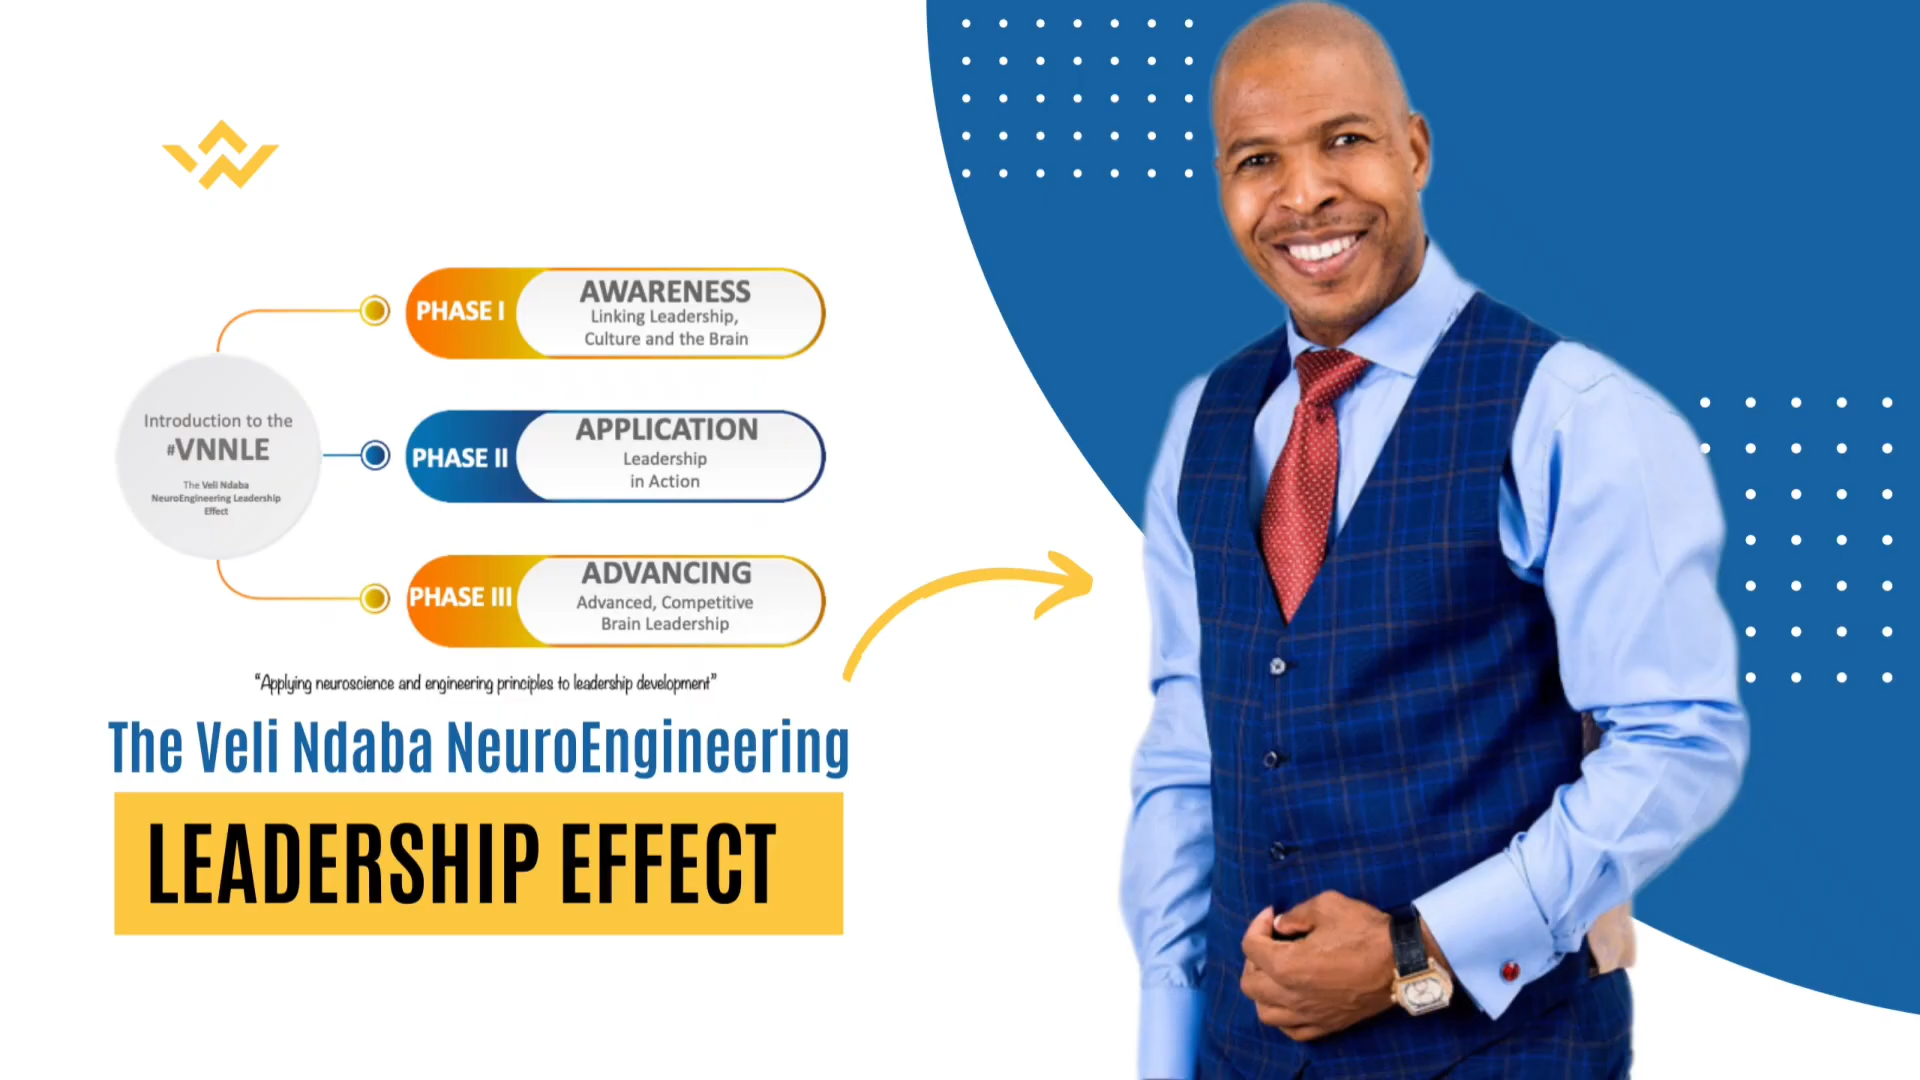 PHASE I
AWARENESS
Linking Leadership,
Culture and the Brain
Introduction to the
#VNNLE
The Veli Ndaba
NeuroEngineering Leadership
Effect
PHASE II
APPLICATION
Leadership
in Action
PHASE III
ADVANCING
Advanced, Competitive
Brain Leadership
“Applying neuroscience and engineering principles to leadership development”
The Veli Ndaba NeuroEngineering
LEADERSHIP EFFECT